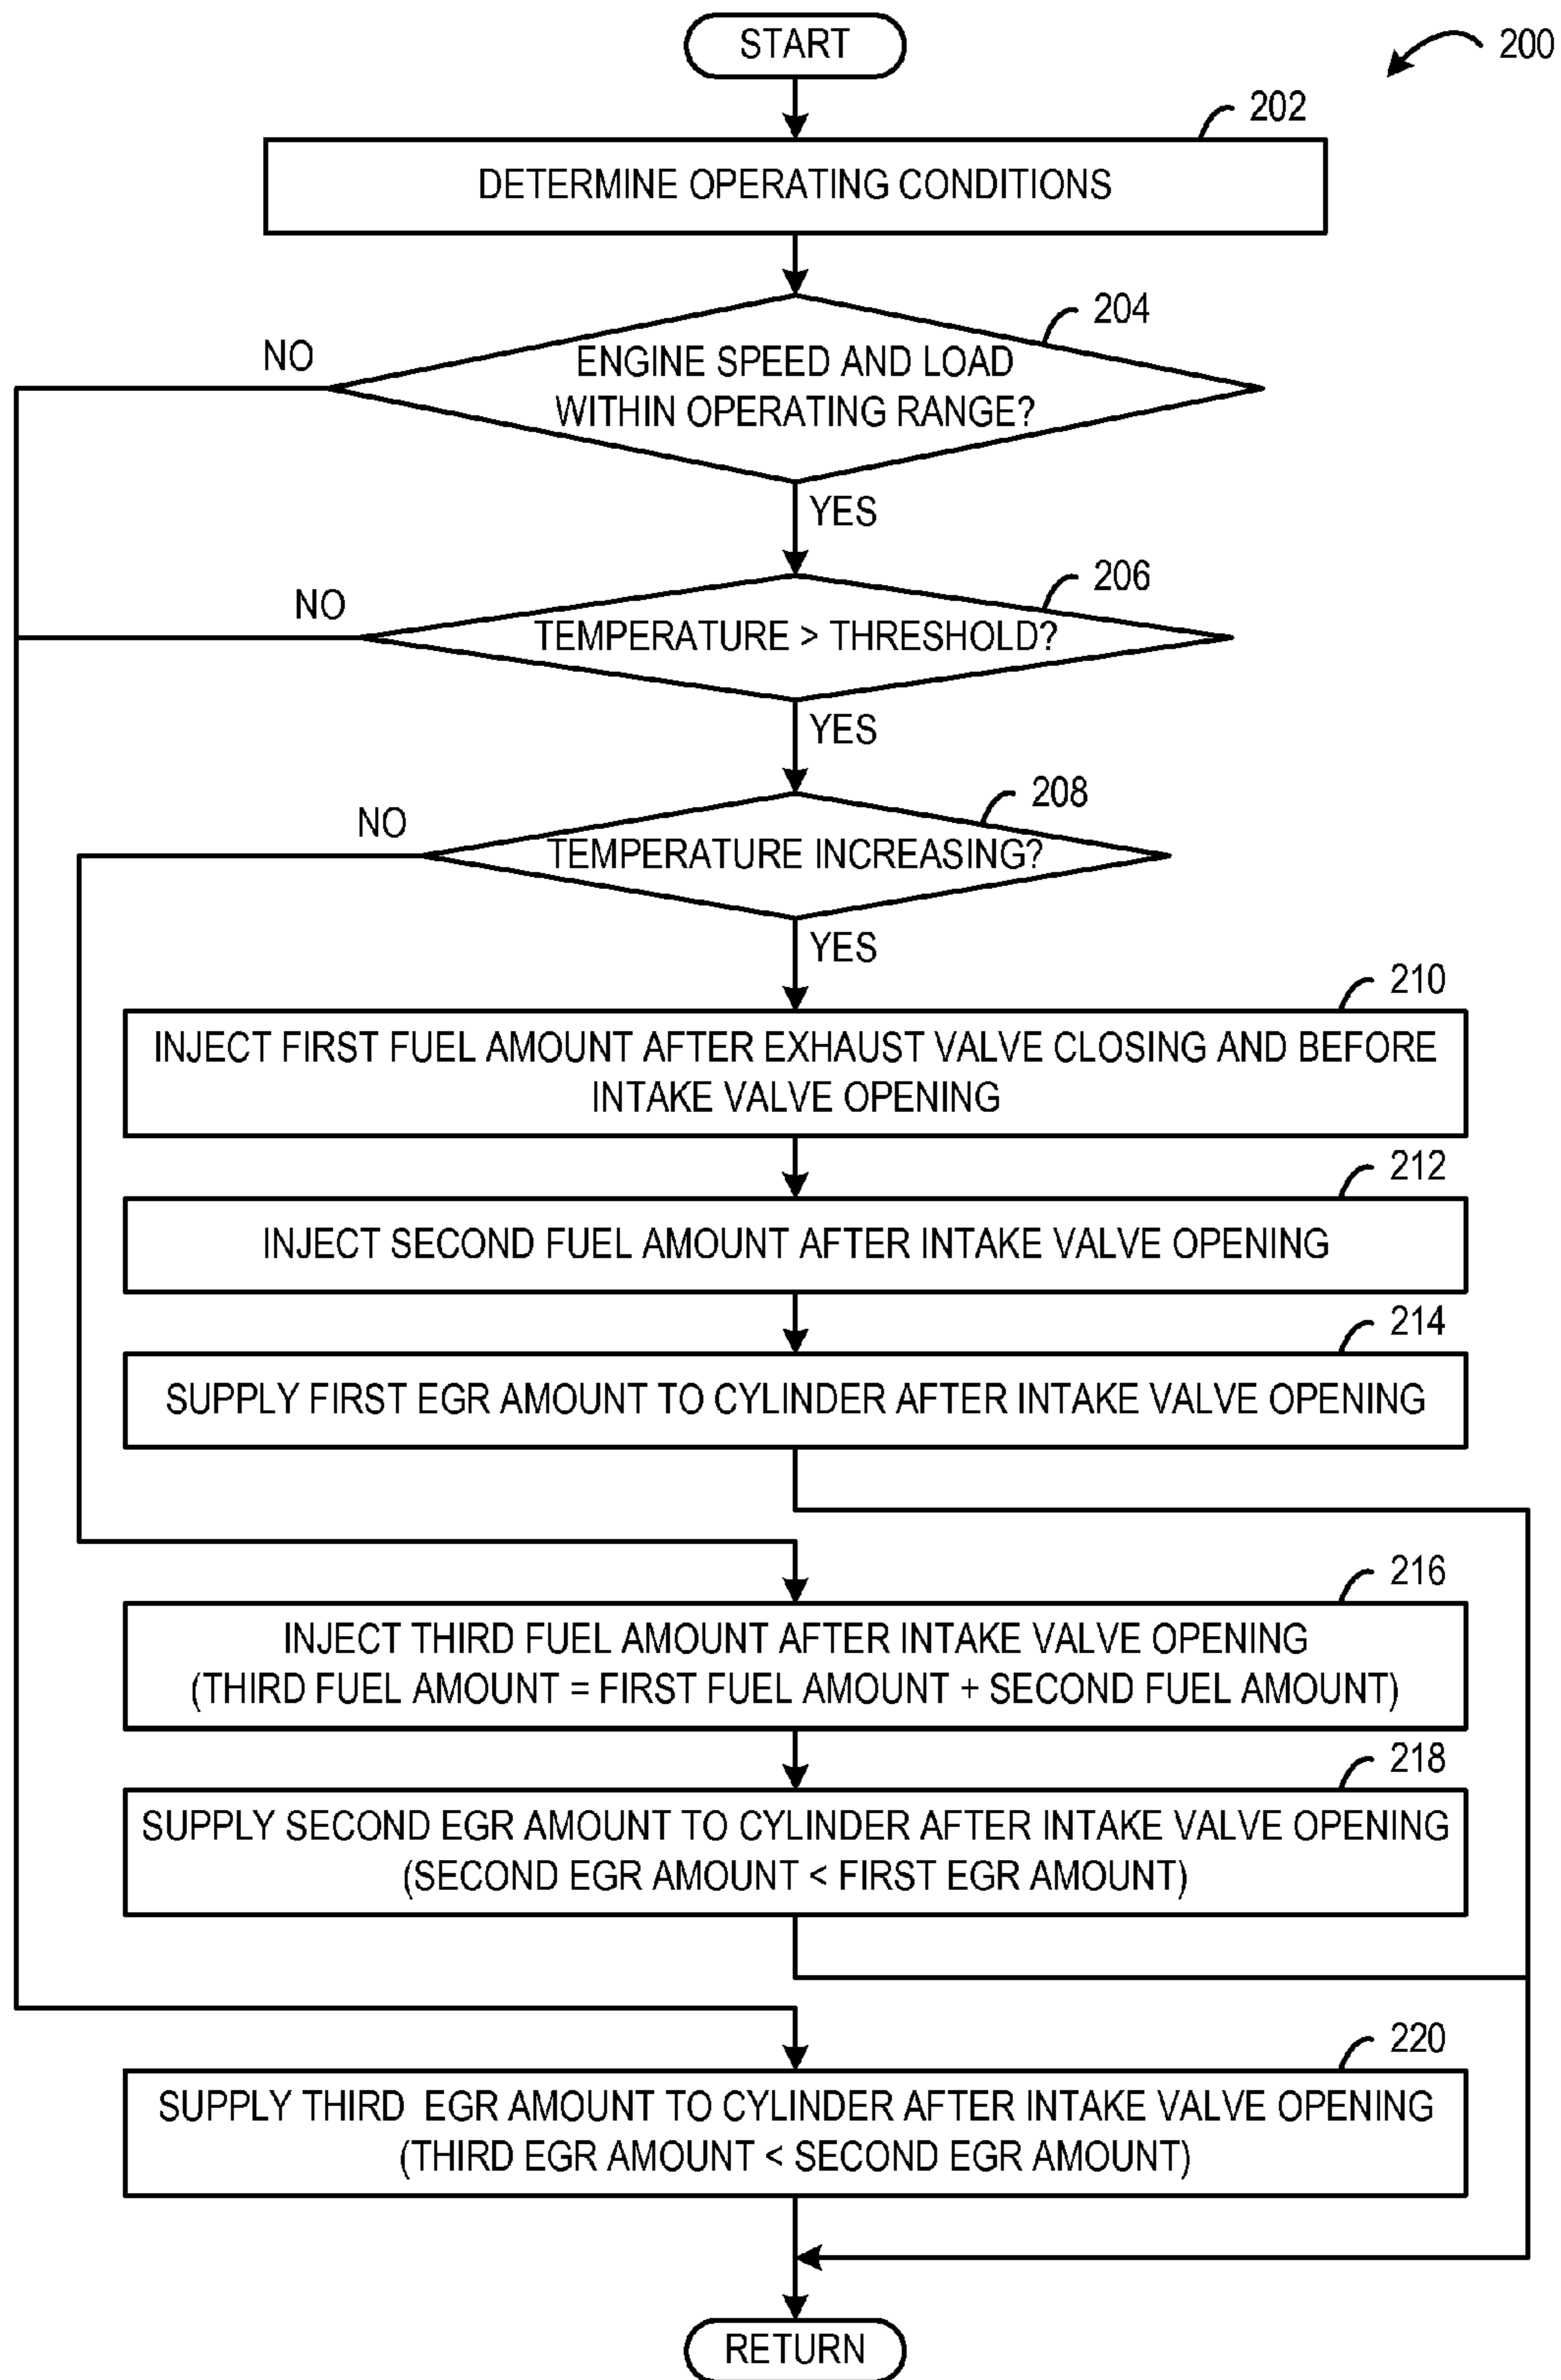 START
200
202
DETERMINE OPERATING CONDITIONS
204
NO
ENGINE SPEED AND LOAD
WITHIN OPERATING RANGE?
YES
206
NO
TEMPERATURE > THRESHOLD?
YES
208
NO
TEMPERATURE INCREASING?
YES
210
INJECT FIRST FUEL AMOUNT AFTER EXHAUST VALVE CLOSING AND BEFORE
INTAKE VALVE OPENING
212
INJECT SECOND FUEL AMOUNT AFTER INTAKE VALVE OPENING
214
SUPPLY FIRST EGR AMOUNT TO CYLINDER AFTER INTAKE VALVE OPENING
216
INJECT THIRD FUEL AMOUNT AFTER INTAKE VALVE OPENING
(THIRD FUEL AMOUNT = FIRST FUEL AMOUNT + SECOND FUEL AMOUNT)
218
SUPPLY SECOND EGR AMOUNT TO CYLINDER AFTER INTAKE VALVE OPENING
(SECOND EGR AMOUNT < FIRST EGR AMOUNT)
220
SUPPLY THIRD EGR AMOUNT TO CYLINDER AFTER INTAKE VALVE OPENING
(THIRD EGR AMOUNT < SECOND EGR AMOUNT)
RETURN